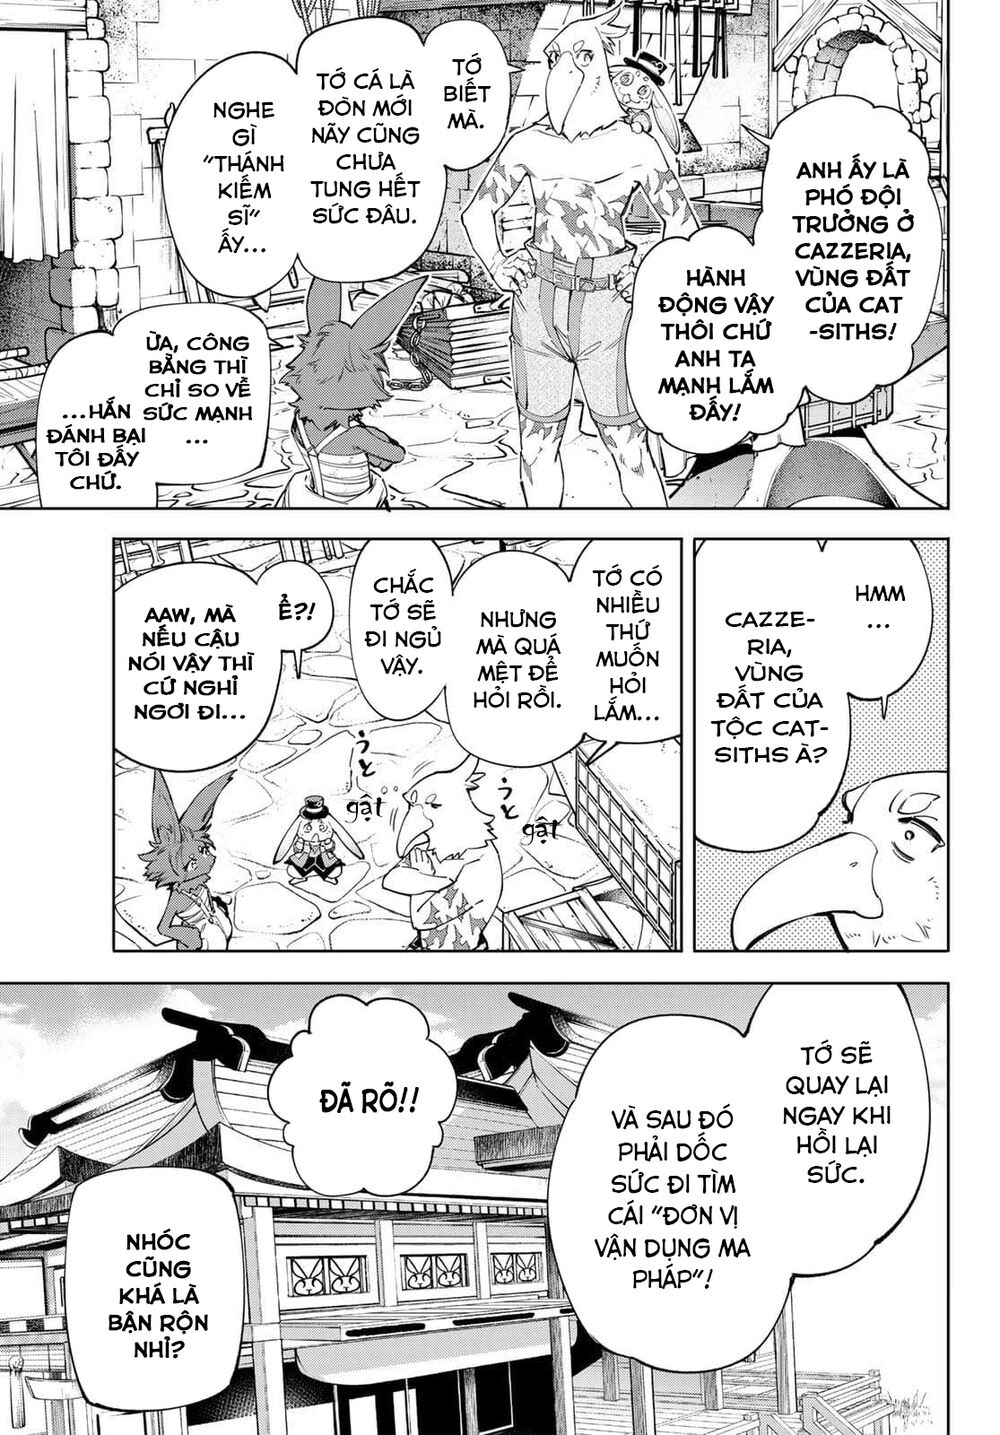 ANH ẤY LÀ
PHÓ ĐỘI
TRƯỞNG Ở
CAZZERIA,
VÙNG ĐẤT
CỦA CAT
-SITHS!
HÀNH
ĐỘNG VẬY
THÔI CHỨ
ANH TA
MẠNH LẮM
ĐẤY!
TỚ
BIẾT
MÀ.
TỚ CÁ LÀ
ĐÒN MỚI
NÃY CŨNG
CHƯA
TUNG HẾT
SỨC ĐÂU.
NGHE
GÌ
"THÁNH
KIẾM
SĨ"
ẤY...
ỪA, CÔNG
BẰNG THÌ
CHỈ SO VỀ
SỨC MẠNH
...
...HẮN
ĐÁNH BẠI
TÔI ĐẤY
CHỨ.
HMM
...
CAZZE-
RIA,
VÙNG
ĐẤT CỦA
TỘC CAT-
SITHS À?
TỚ CÓ
NHIỀU
THỨ
MUỐN
HỎI
LẮM...
NHƯNG
MÀ QUÁ
MỆT ĐỂ
HỎI RỒI.
CHẮC
TỚ SẼ
ĐI NGỦ
VẬY.
うと
gật
うと
gật
Ể?!
AAW, MÀ
NẾU CẬU
NÓI VẬY THÌ
CỨ NGHỈ
NGƠI ĐI...
TỚ SẼ
QUAY LẠI
NGAY KHI
HỒI LẠI
SỨC.
VÀ SAU ĐÓ
PHẢI DỐC
SỨC ĐI TÌM
CÁI "ĐƠN VỊ
VẬN DỤNG MA
PHÁP"!
ĐÃ RÕ!!
NHÓC
CŨNG
KHÁ LÀ
BẬN RỘN
NHỈ?